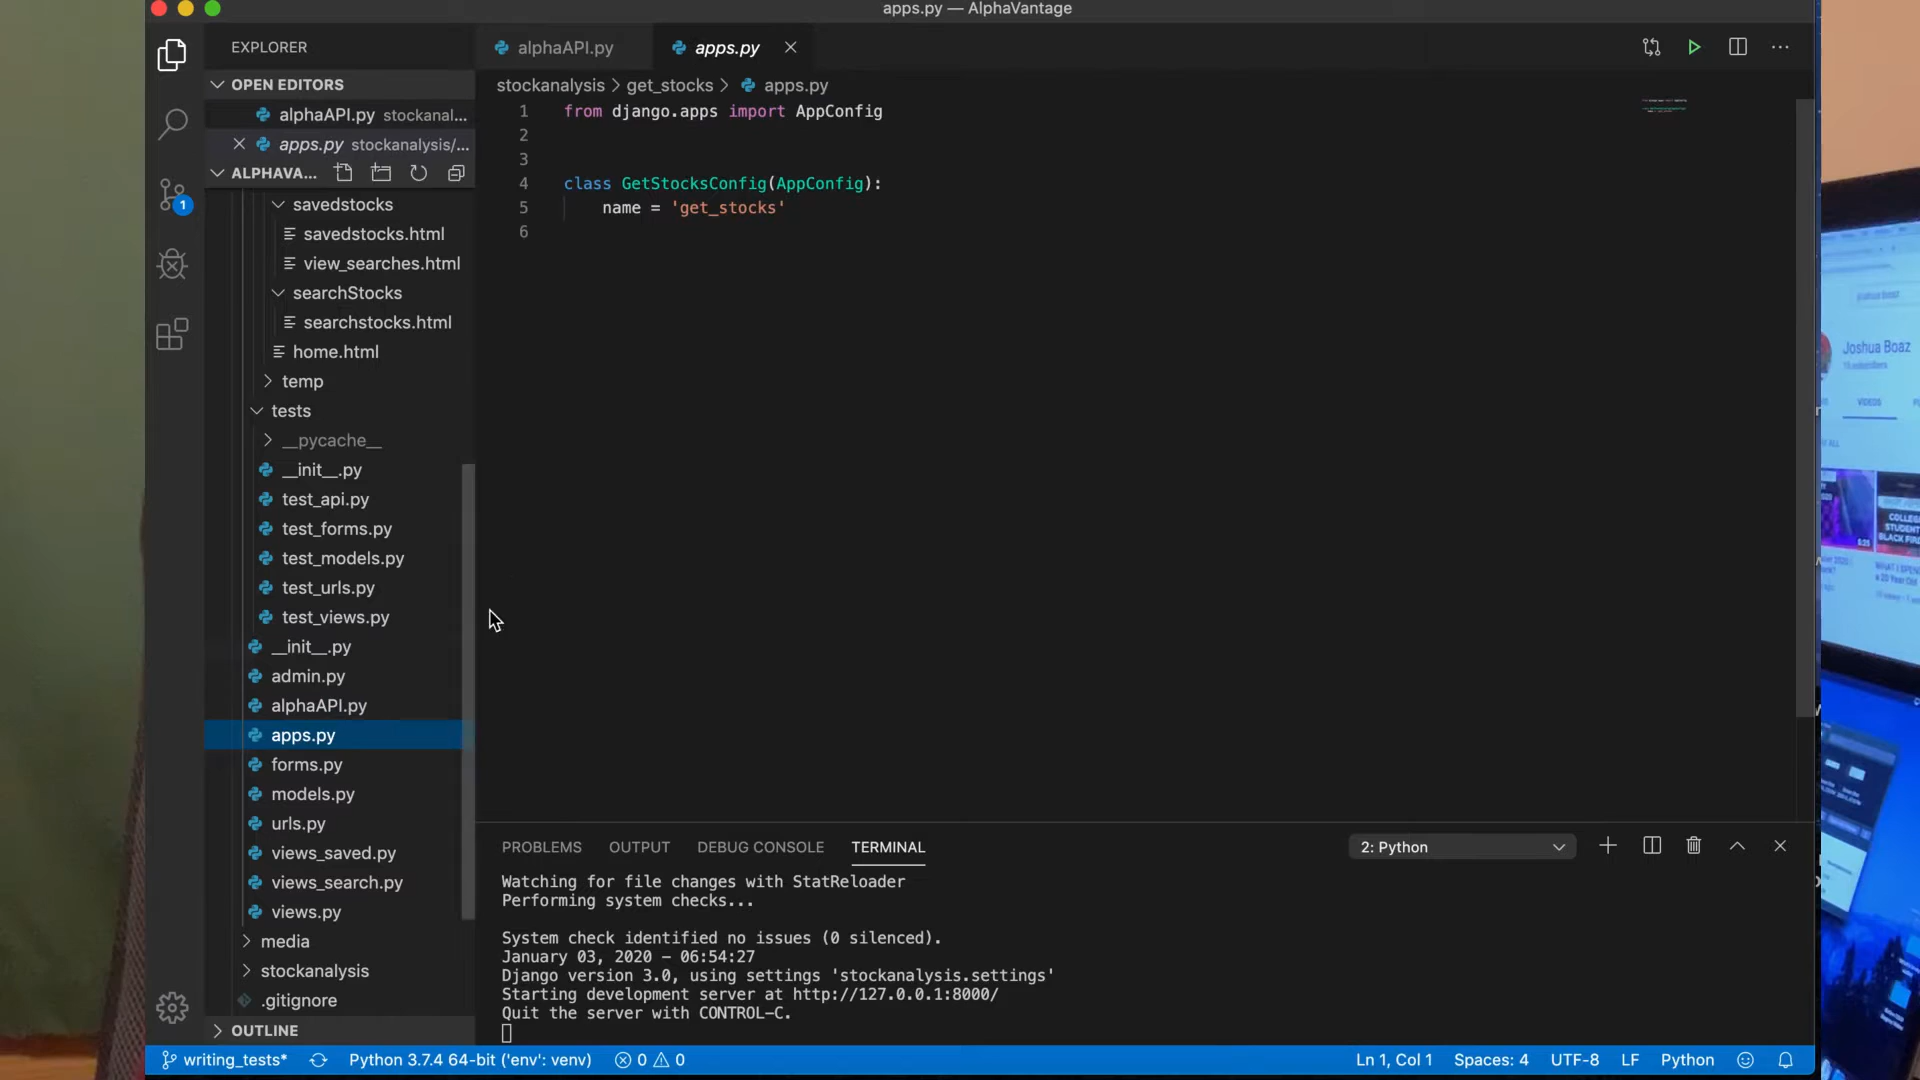 apps.py — AlphaVantage
EXPLORER
alphaAPI.py
apps.py
OPEN EDITORS
alphaAPI.py stockanal...
apps.py stockanalysis/...
ALPHAVA...
savedstocks
savedstocks.html
view_searches.html
searchStocks
searchstocks.html
home.html
temp
tests
__pycache__
__init__.py
test_api.py
test_forms.py
test_models.py
test_urls.py
test_views.py
__init__.py
admin.py
alphaAPI.py
apps.py
forms.py
models.py
urls.py
views_saved.py
views_search.py
views.py
media
stockanalysis
.gitignore
OUTLINE
1
stockanalysis > get_stocks > apps.py
1 from django.apps import AppConfig
2
3
4 class GetStocksConfig(AppConfig):
5 name = 'get_stocks'
6
PROBLEMS OUTPUT DEBUG CONSOLE TERMINAL
2: Python
Watching for file changes with StatReloader
Performing system checks...
System check identified no issues (0 silenced).
January 03, 2020 - 06:54:27
Django version 3.0, using settings 'stockanalysis.settings'
Starting development server at http://127.0.0.1:8000/
Quit the server with CONTROL-C.
writing_tests* Python 3.7.4 64-bit ('env': venv) 0 0 Ln 1, Col 1 Spaces: 4 UTF-8 LF Python
Joshua Boaz
VIDEOS
COLLEGE
STUDENT